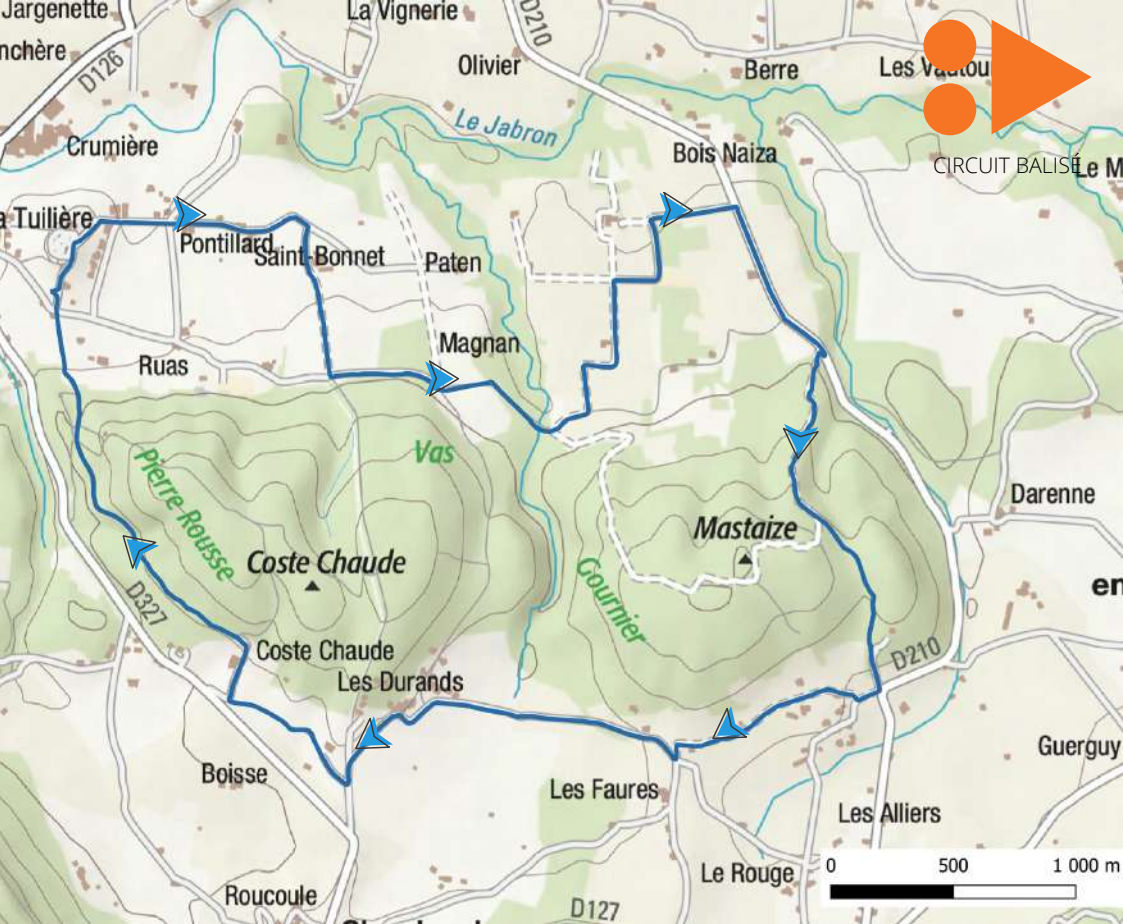 Jargenette
La Vignerie
D210
nchère
D126
Olivier
Berre
Les Vautou
Le Jabron
Crumière
Bois Naiza
CIRCUIT BALISÉ
Le M
a Tuilière
Pontillard
Saint-Bonnet
Paten
Magnan
Ruas
Vas
Pierre-Rousse
Coste Chaude
Mastaize
Gournier
Darenne
en
D327
Coste Chaude
D210
Les Durands
Boisse
Les Faures
Guerguy
Les Alliers
Le Rouge
0 500 1 000 m
Roucoule
D127